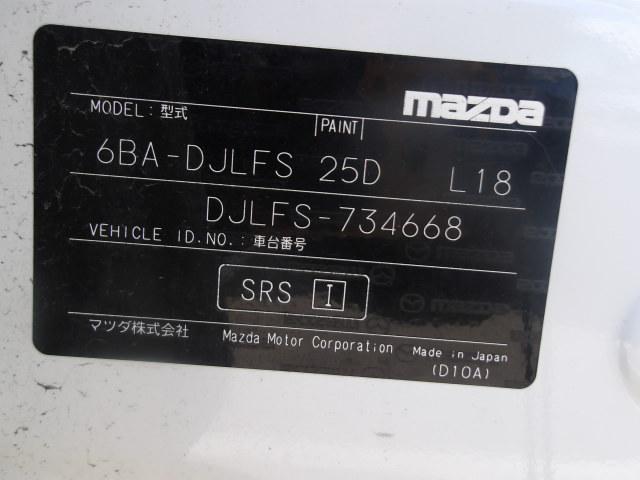 mazda
MODEL: 型式 PAINT
6BA-DJLFS 25D L18
DJLFS-734668
VEHICLE ID.NO.: 車台番号
SRS I
マツダ株式会社 Mazda Motor Corporation Made in Japan
(D10A)